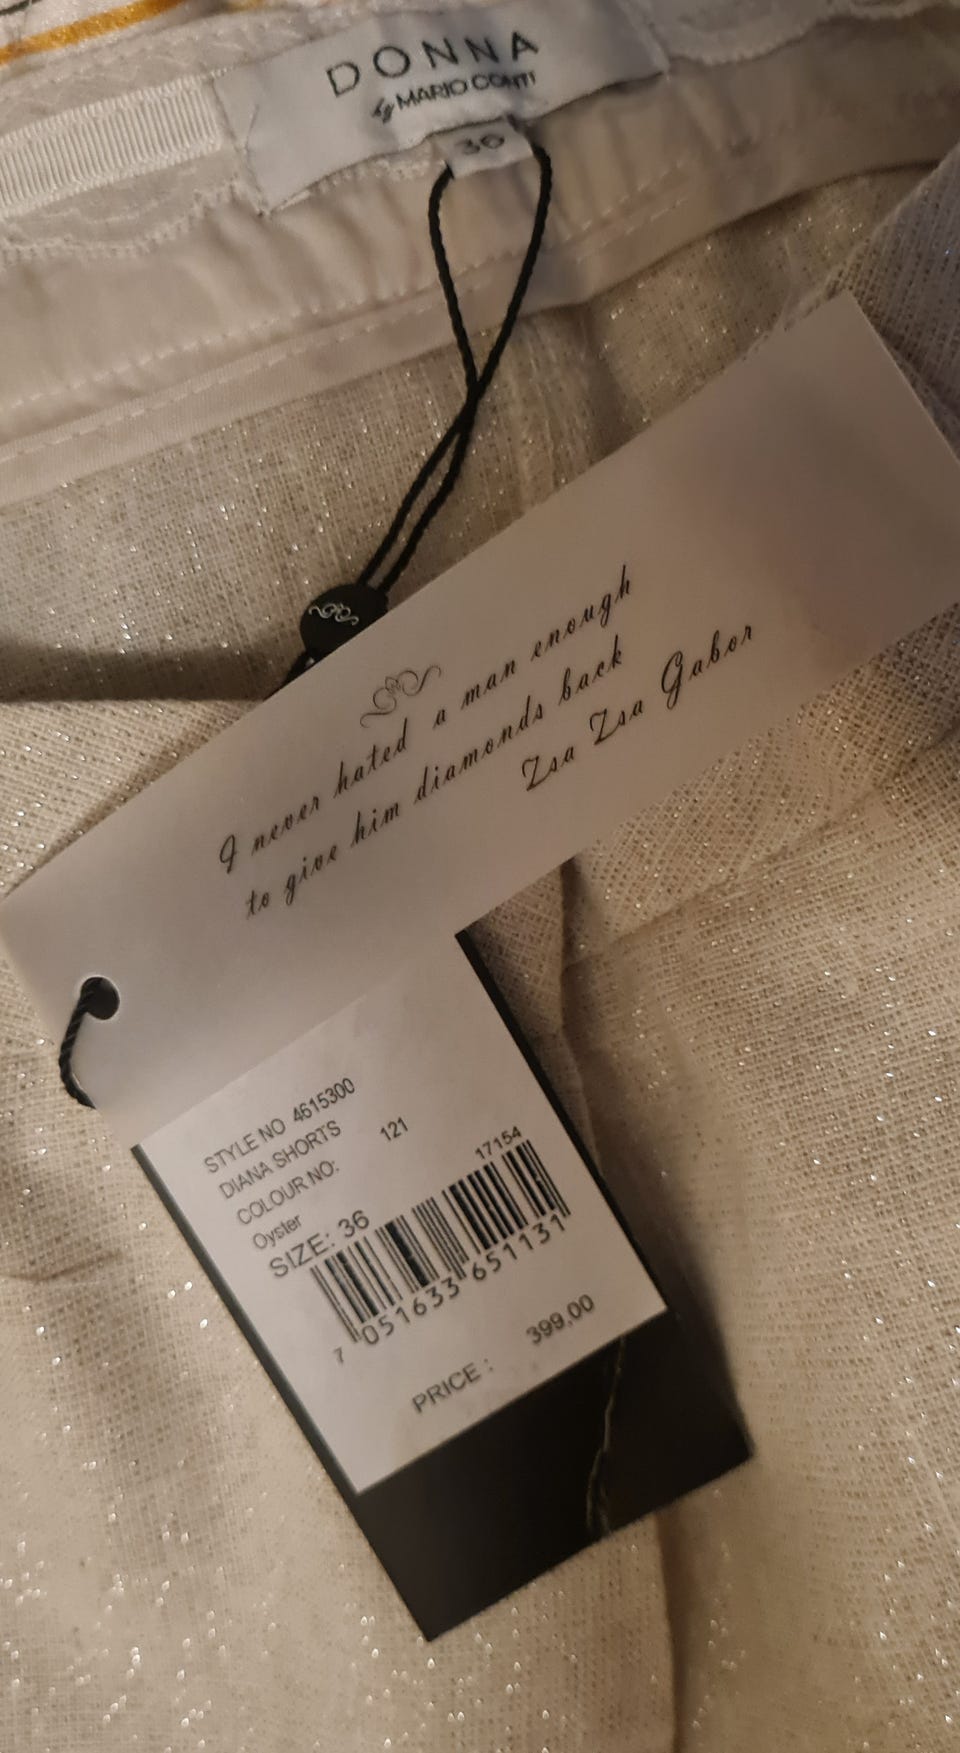 DONNA
by MARIO CONTI
36
I never hated a man enough
to give him diamonds back
Zsa Zsa Gabor
STYLE NO 4615300
DIANA SHORTS
COLOUR NO: 121
Oyster
SIZE: 36
17154
7 051633 651131
PRICE : 399,00